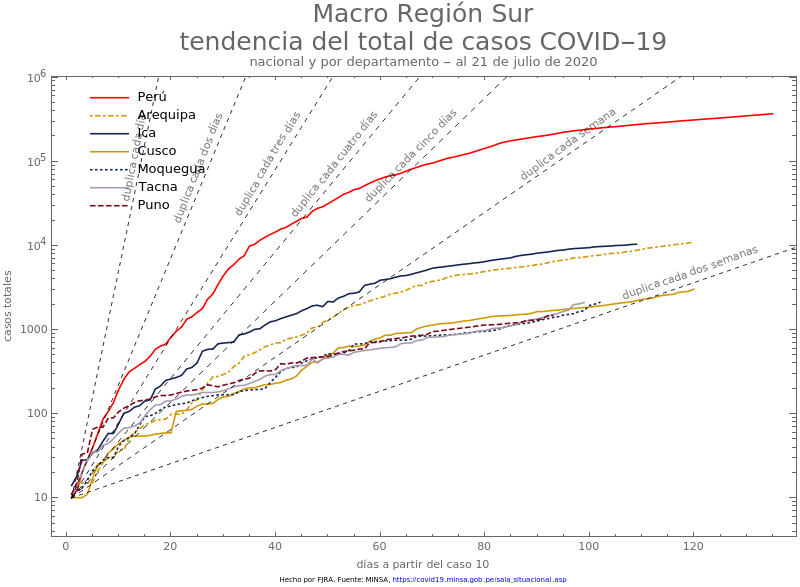 Macro Región Sur
tendencia del total de casos COVID−19
nacional y por departamento − al 21 de julio de 2020
10^6
10^5
10^4
1000
100
10
casos totales
Perú
Arequipa
Ica
Cusco
Moquegua
Tacna
Puno
duplica cada día
duplica cada dos días
duplica cada tres días
duplica cada cuatro días
duplica cada cinco días
duplica cada semana
duplica cada dos semanas
0 20 40 60 80 100 120
días a partir del caso 10
Hecho por FJRA. Fuente: MINSA, https://covid19.minsa.gob.pe/sala_situacional.asp